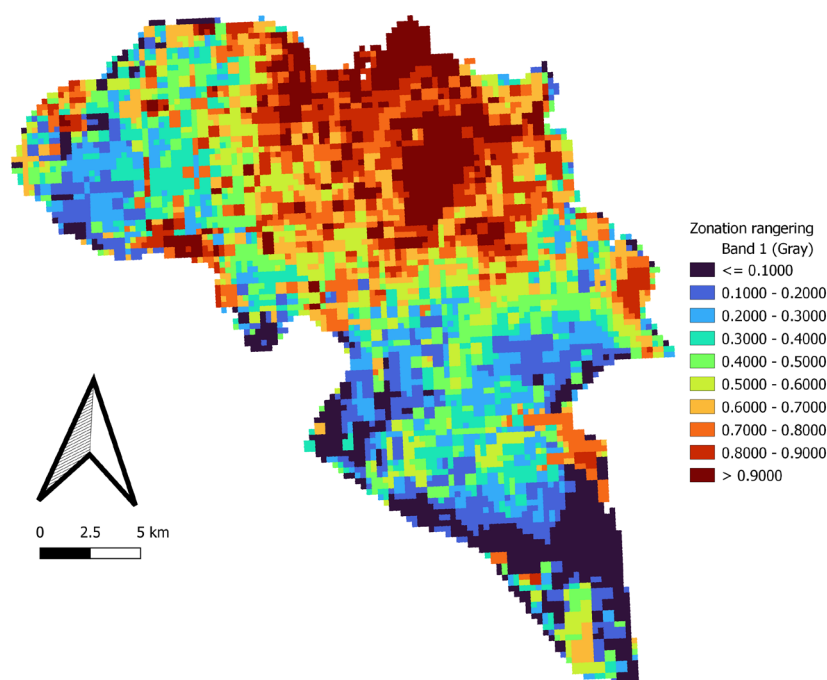 Zonation rangering
Band 1 (Gray)
<= 0.1000
0.1000 - 0.2000
0.2000 - 0.3000
0.3000 - 0.4000
0.4000 - 0.5000
0.5000 - 0.6000
0.6000 - 0.7000
0.7000 - 0.8000
0.8000 - 0.9000
> 0.9000
0 2.5 5 km